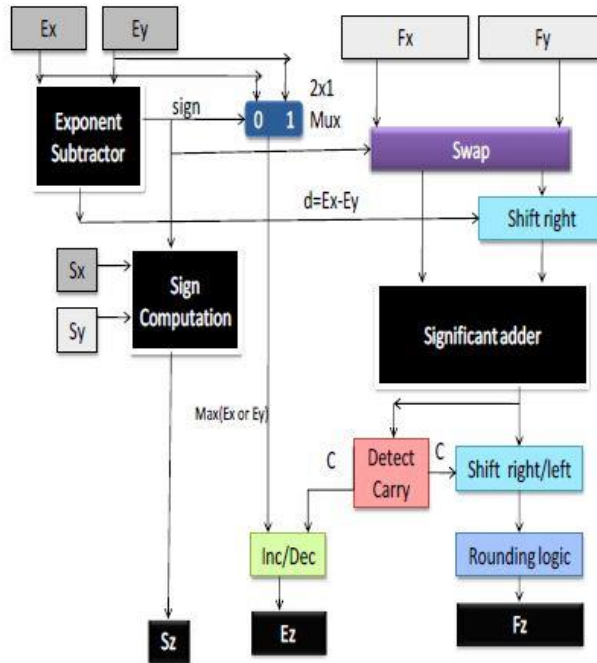 Ex
Ey
Fx
Fy
sign
2x1
Mux
0 1
Exponent
Subtractor
Swap
d=Ex-Ey
Shift right
Sx
Sign
Computation
Sy
Significant adder
Max(Ex or Ey)
C
Detect
Carry
C
Shift right/left
Inc/Dec
Rounding logic
Sz
Ez
Fz